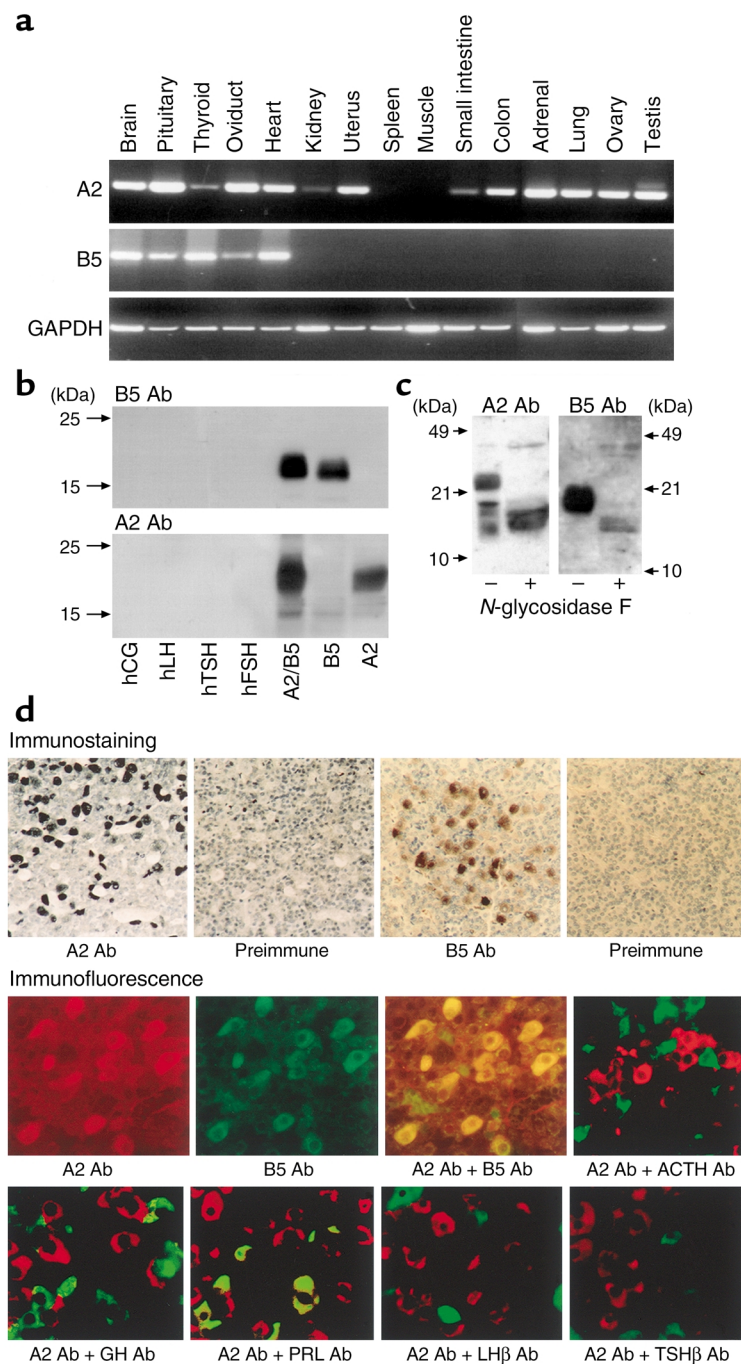 a
Brain Pituitary Thyroid Oviduct Heart Kidney Uterus Spleen Muscle Small intestine Colon Adrenal Lung Ovary Testis
A2
B5
GAPDH
b
(kDa) B5 Ab
25
15
A2 Ab
25
15
hCG hLH hTSH hFSH A2/B5 B5 A2
c
(kDa) A2 Ab B5 Ab (kDa)
49 49
21 21
10 10
– + – +
N-glycosidase F
d
Immunostaining
A2 Ab Preimmune B5 Ab Preimmune
Immunofluorescence
A2 Ab B5 Ab A2 Ab + B5 Ab A2 Ab + ACTH Ab
A2 Ab + GH Ab A2 Ab + PRL Ab A2 Ab + LHβ Ab A2 Ab + TSHβ Ab